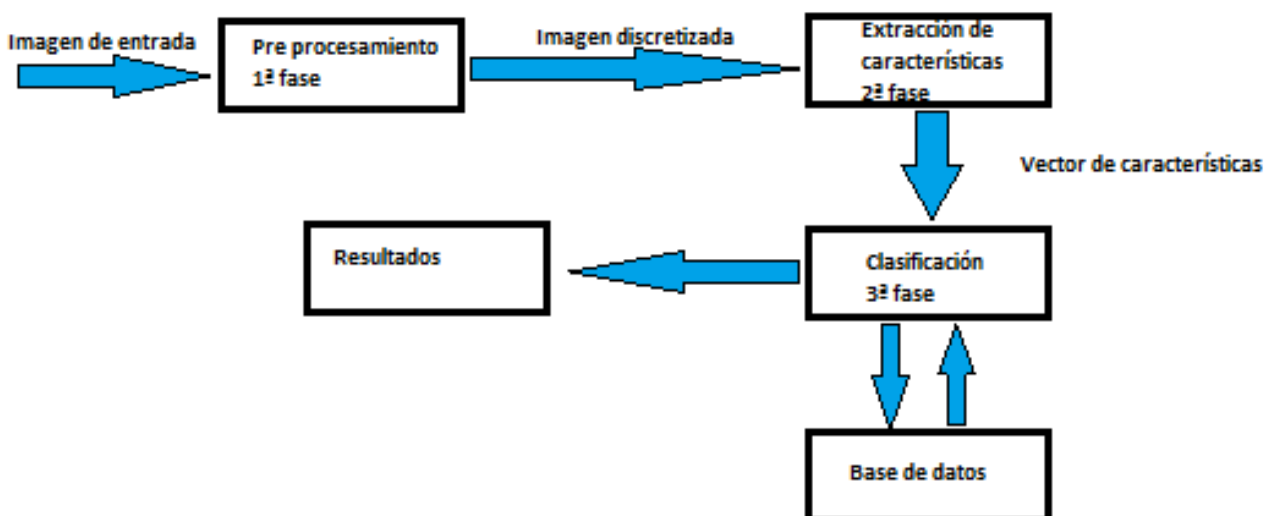 Imagen de entrada
Pre procesamiento
1ª fase
Imagen discretizada
Extracción de
características
2ª fase
Vector de características
Clasificación
3ª fase
Resultados
Base de datos